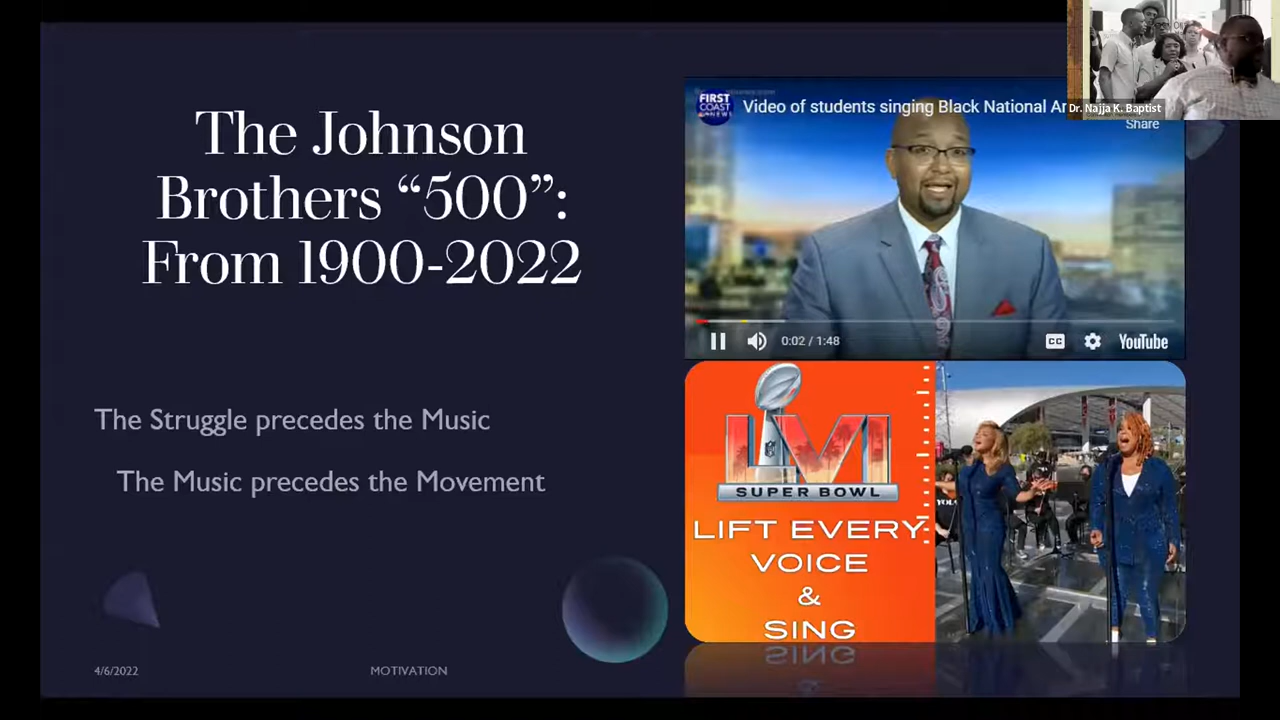 The Johnson
Brothers “500”:
From 1900-2022
The Struggle precedes the Music
The Music precedes the Movement
4/6/2022
MOTIVATION
FIRST
COAST
NEWS
Video of students singing Black National An
Share
0:02 / 1:48
CC
YouTube
Dr. Najja K. Baptist
LVI
SUPER BOWL
LIFT EVERY
VOICE
&
SING